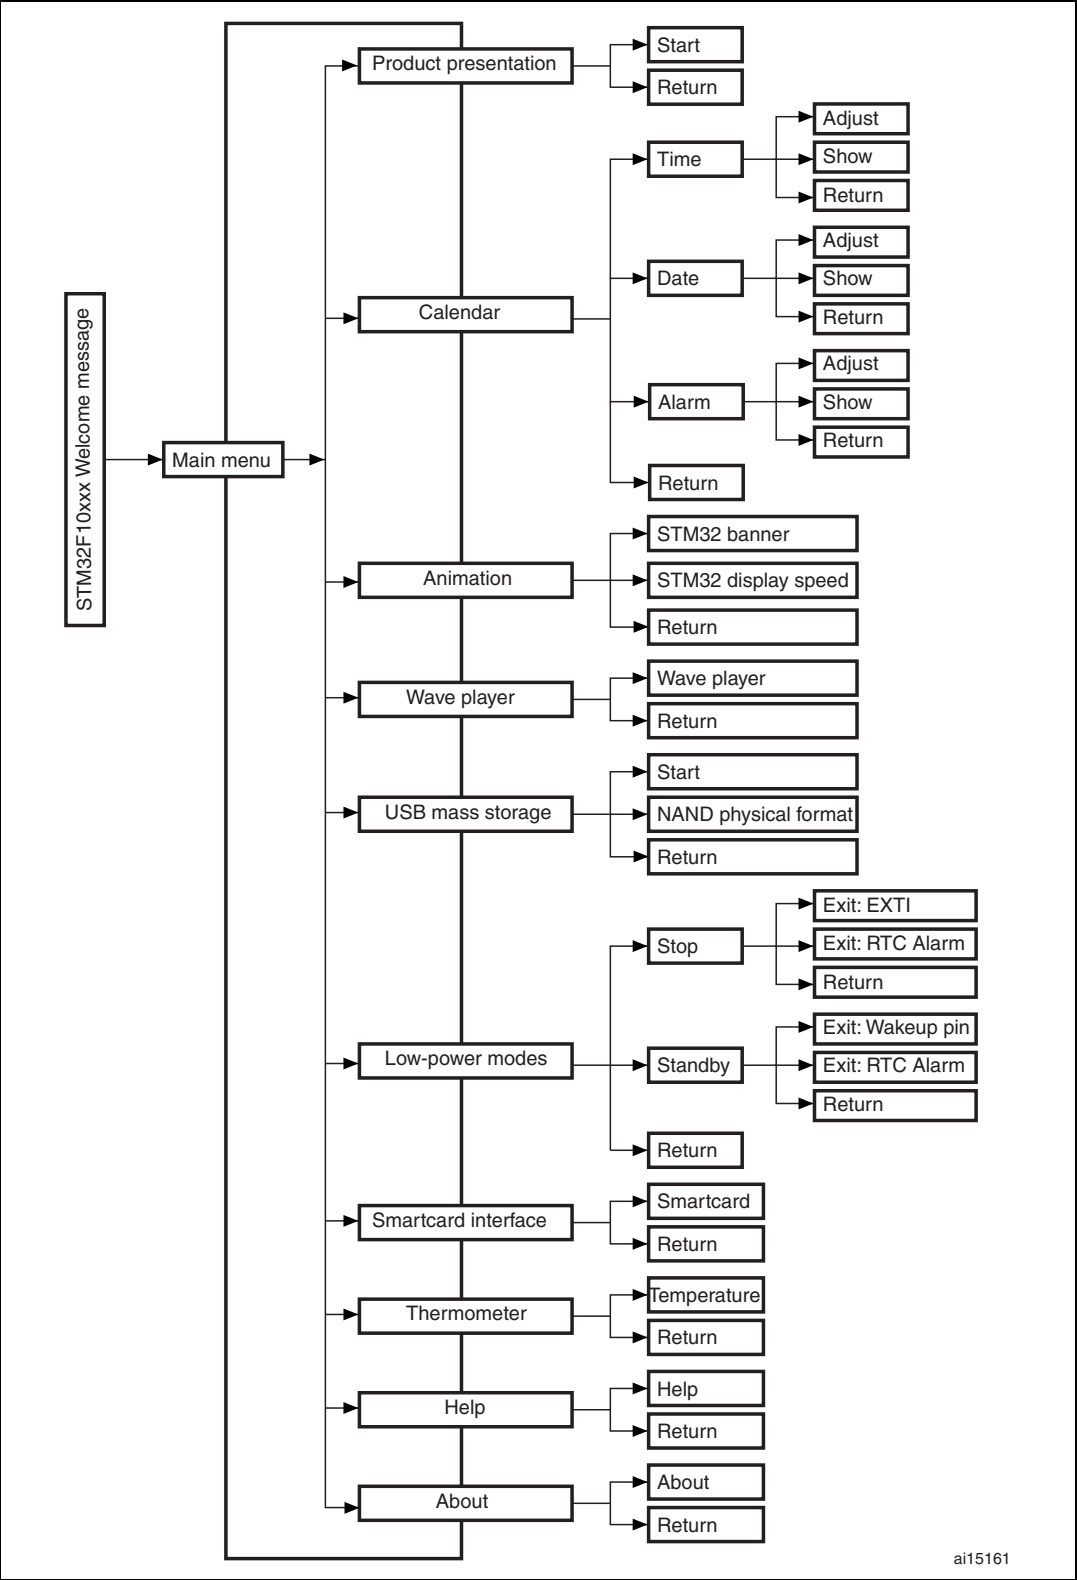 STM32F10xxx Welcome message
Main menu
Product presentation
Start
Return
Calendar
Time
Adjust
Show
Return
Date
Adjust
Show
Return
Alarm
Adjust
Show
Return
Return
Animation
STM32 banner
STM32 display speed
Return
Wave player
Wave player
Return
USB mass storage
Start
NAND physical format
Return
Low-power modes
Stop
Exit: EXTI
Exit: RTC Alarm
Return
Standby
Exit: Wakeup pin
Exit: RTC Alarm
Return
Return
Smartcard interface
Smartcard
Return
Thermometer
Temperature
Return
Help
Help
Return
About
About
Return
ai15161